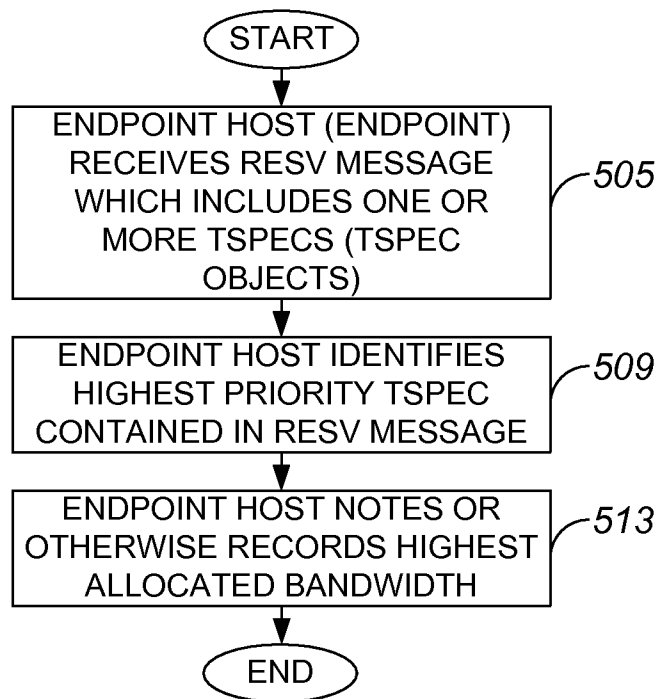 START
ENDPOINT HOST (ENDPOINT)
RECEIVES RESV MESSAGE
WHICH INCLUDES ONE OR
MORE TSPECS (TSPEC
OBJECTS)
505
ENDPOINT HOST IDENTIFIES
HIGHEST PRIORITY TSPEC
CONTAINED IN RESV MESSAGE
509
ENDPOINT HOST NOTES OR
OTHERWISE RECORDS HIGHEST
ALLOCATED BANDWIDTH
513
END